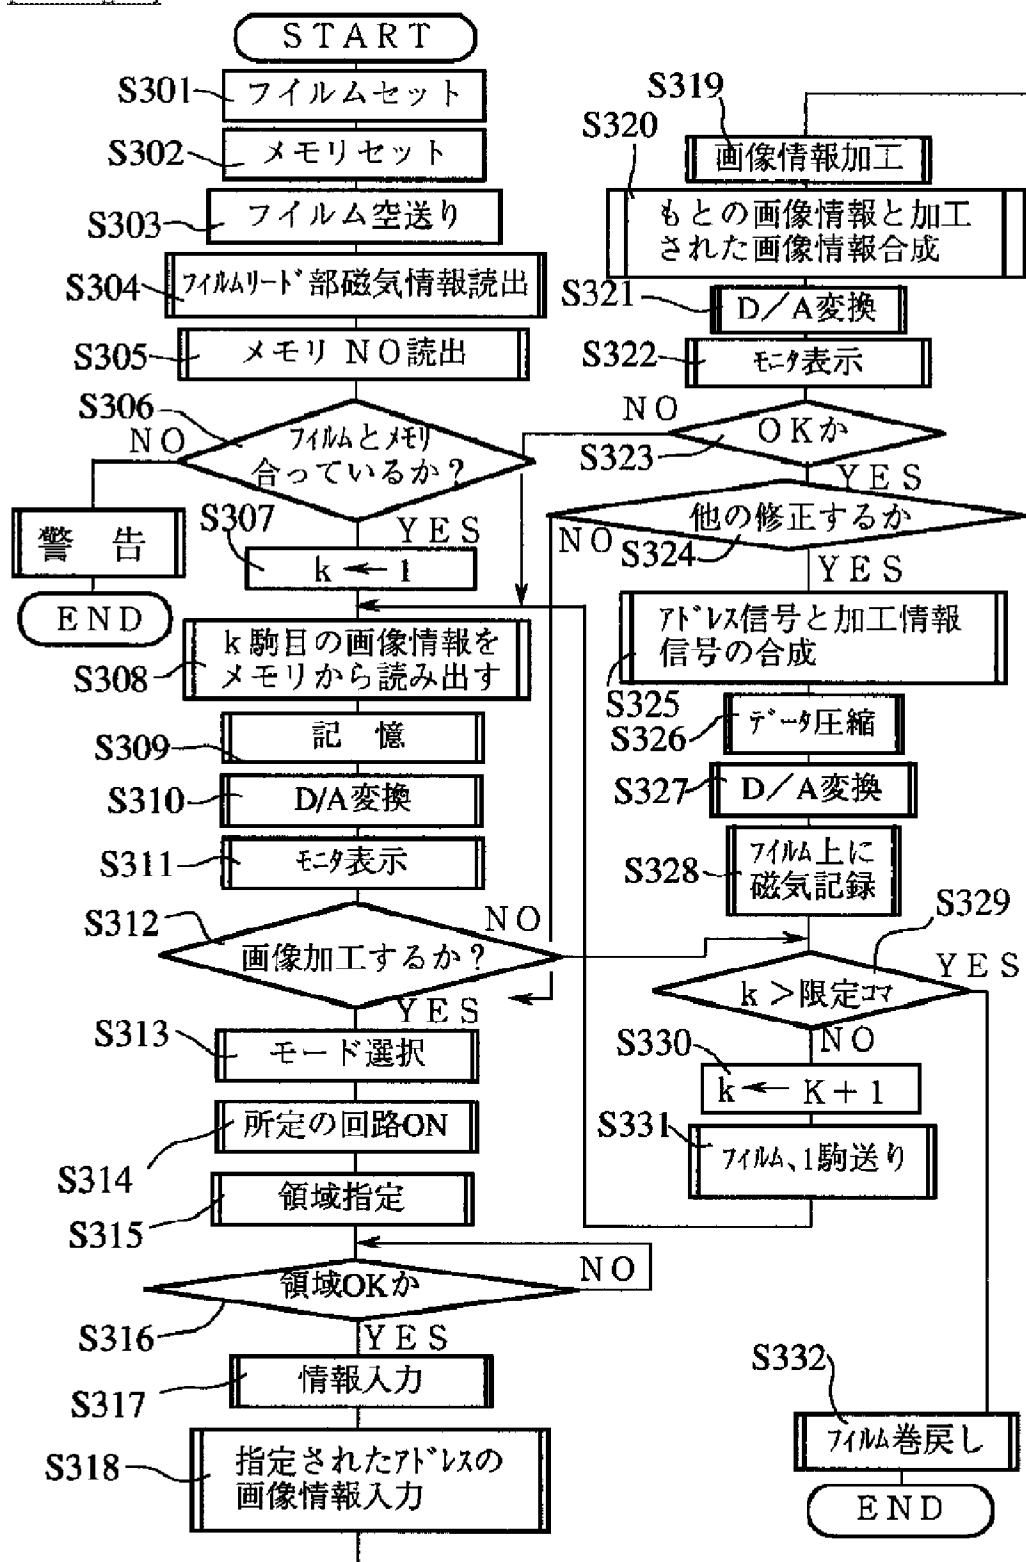 START
S301
フイルムセット
S302
メモリセット
S303
フイルム空送り
S304
フィルムリード部磁気情報読出
S305
メモリ NO読出
S306
フィルムとメモリ
合っているか?
NO
YES
警 告
END
S307
k ← 1
S308
k駒目の画像情報を
メモリから読み出す
S309
記 憶
S310
D/A変換
S311
モニタ表示
S312
画像加工するか?
NO
YES
S313
モード選択
S314
所定の回路ON
S315
領域指定
S316
領域OKか
NO
YES
S317
情報入力
S318
指定されたアドレスの
画像情報入力
S319
画像情報加工
S320
もとの画像情報と加工
された画像情報合成
S321
D/A変換
S322
モニタ表示
S323
OKか
NO
YES
S324
他の修正するか
NO
YES
S325
アドレス信号と加工情報
信号の合成
S326
データ圧縮
S327
D/A変換
S328
フイルム上に
磁気記録
S329
k>限定コマ
YES
NO
S330
k ← K+1
S331
フィルム、1駒送り
S332
フィルム巻戻し
END